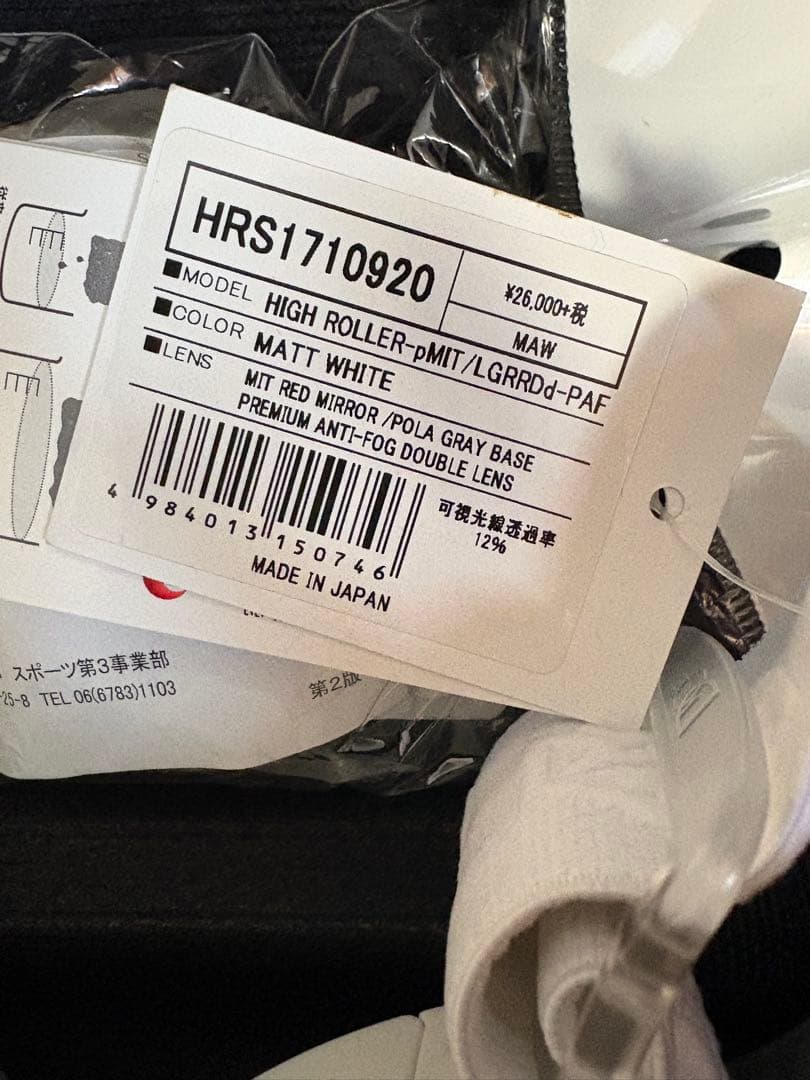 HRS1710920
¥26,000+税
MAW
■MODEL HIGH ROLLER-pMIT/LGRRDd-PAF
■COLOR MATT WHITE
■LENS MIT RED MIRROR /POLA GRAY BASE
PREMIUM ANTI-FOG DOUBLE LENS
4 984013 150746
可視光線透過率
12%
MADE IN JAPAN
スポーツ第3事業部
-25-8 TEL 06(6783)1103
第2版